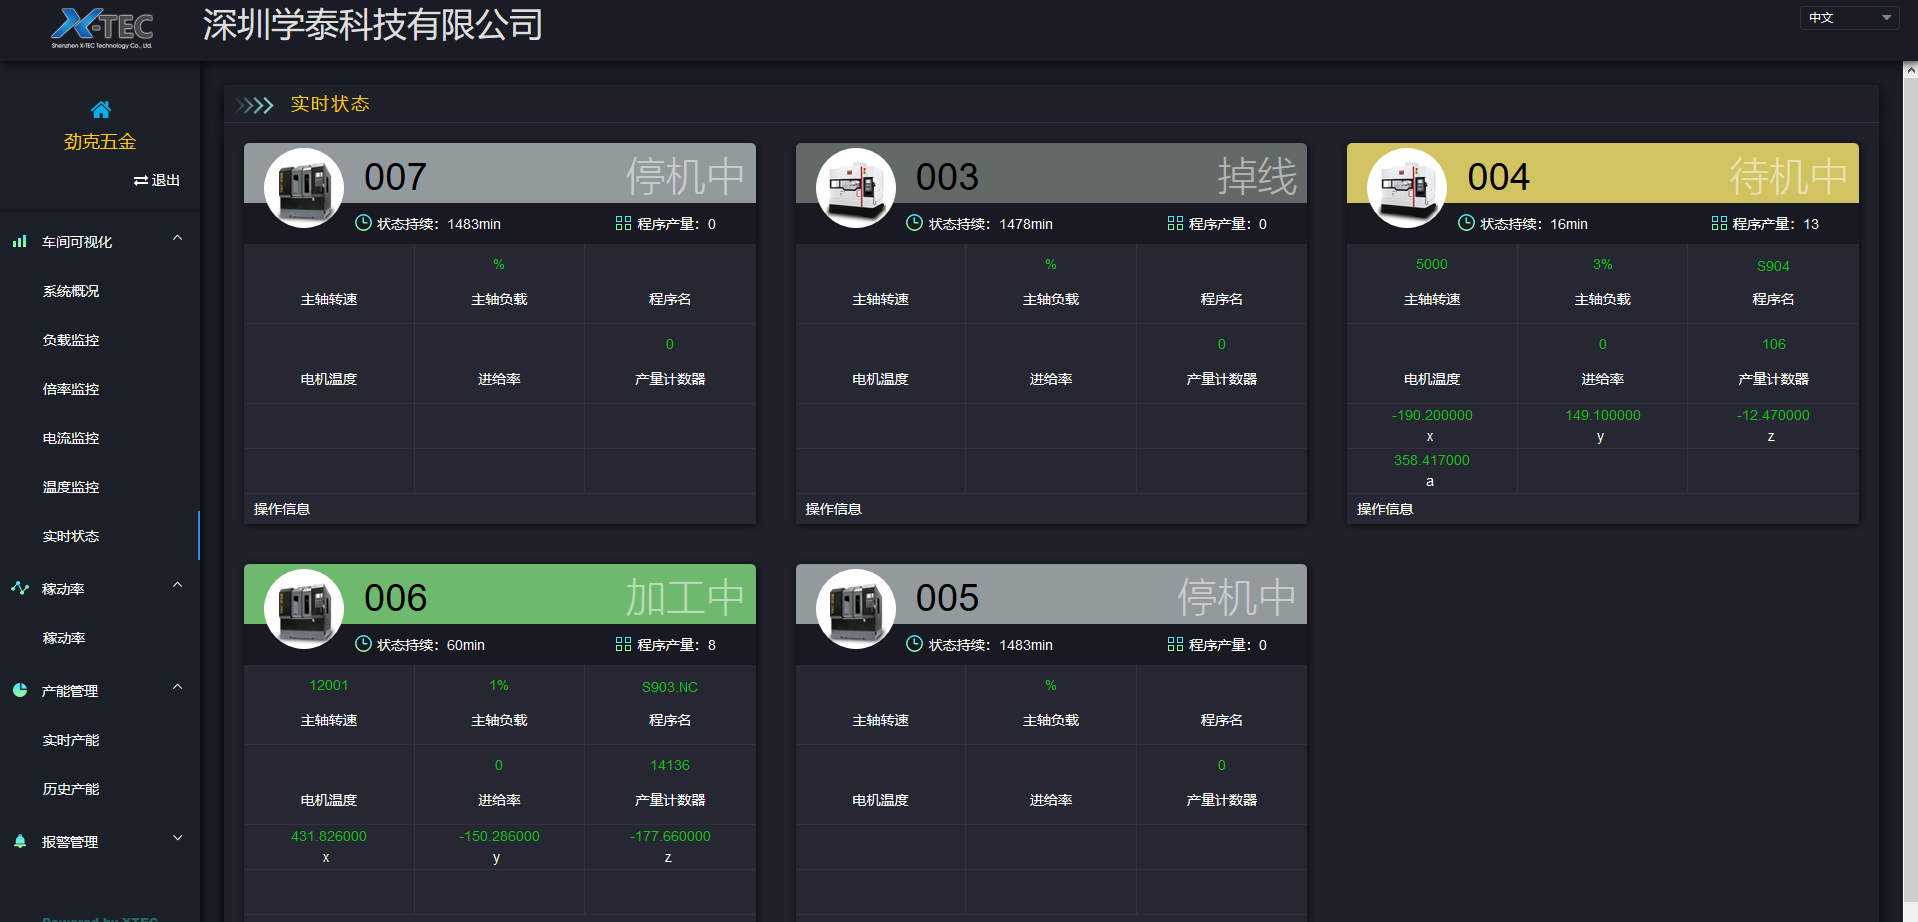 X-TEC
Shenzhen X-TEC Technology Co., Ltd.
深圳学泰科技有限公司
中文
劲克五金
退出
车间可视化
系统概况
负载监控
倍率监控
电流监控
温度监控
实时状态
稼动率
稼动率
产能管理
实时产能
历史产能
报警管理
Powered by XTEC
实时状态
007 停机中
状态持续：1483min 程序产量：0
%
主轴转速 主轴负载 程序名
0
电机温度 进给率 产量计数器
操作信息
003 掉线
状态持续：1478min 程序产量：0
%
主轴转速 主轴负载 程序名
0
电机温度 进给率 产量计数器
操作信息
004 待机中
状态持续：16min 程序产量：13
5000 3% S904
主轴转速 主轴负载 程序名
0 106
电机温度 进给率 产量计数器
-190.200000 149.100000 -12.470000
x y z
358.417000
a
操作信息
006 加工中
状态持续：60min 程序产量：8
12001 1% S903.NC
主轴转速 主轴负载 程序名
0 14136
电机温度 进给率 产量计数器
431.826000 -150.286000 -177.660000
x y z
005 停机中
状态持续：1483min 程序产量：0
%
主轴转速 主轴负载 程序名
0
电机温度 进给率 产量计数器